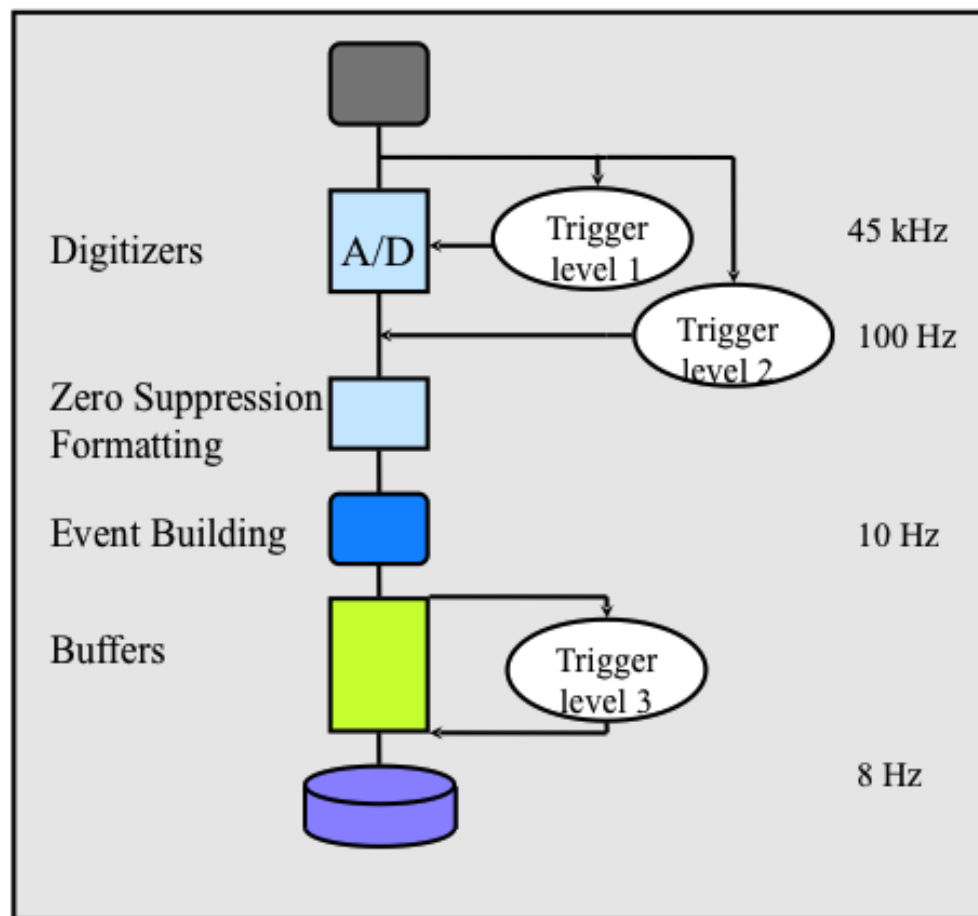 Digitizers
A/D
Trigger
level 1
45 kHz
Trigger
level 2
100 Hz
Zero Suppression
Formatting
Event Building
10 Hz
Buffers
Trigger
level 3
8 Hz